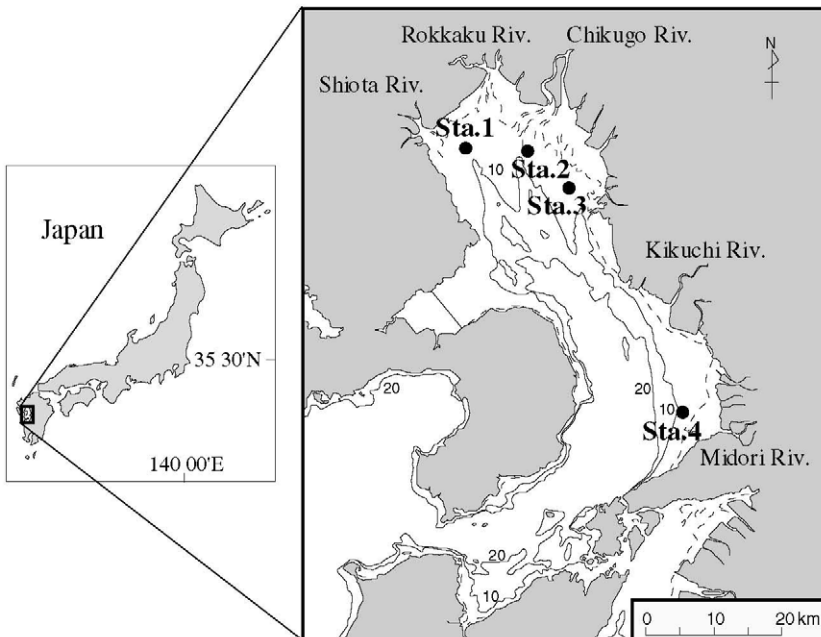 Rokkaku Riv.
Chikugo Riv.
N
Shiota Riv.
Sta.1
10
Sta.2
Sta.3
Japan
Kikuchi Riv.
35 30'N
20
20
10
Sta.4
Midori Riv.
140 00'E
20
10
0 10 20 km